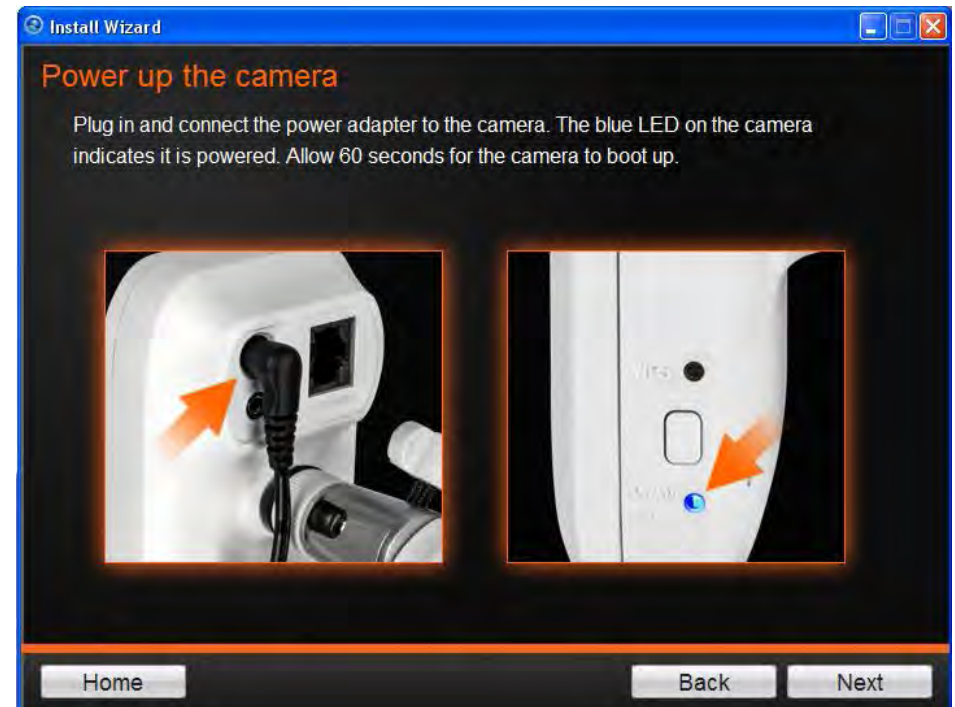 Install Wizard
Power up the camera
Plug in and connect the power adapter to the camera. The blue LED on the camera
indicates it is powered. Allow 60 seconds for the camera to boot up.
Home
Back
Next